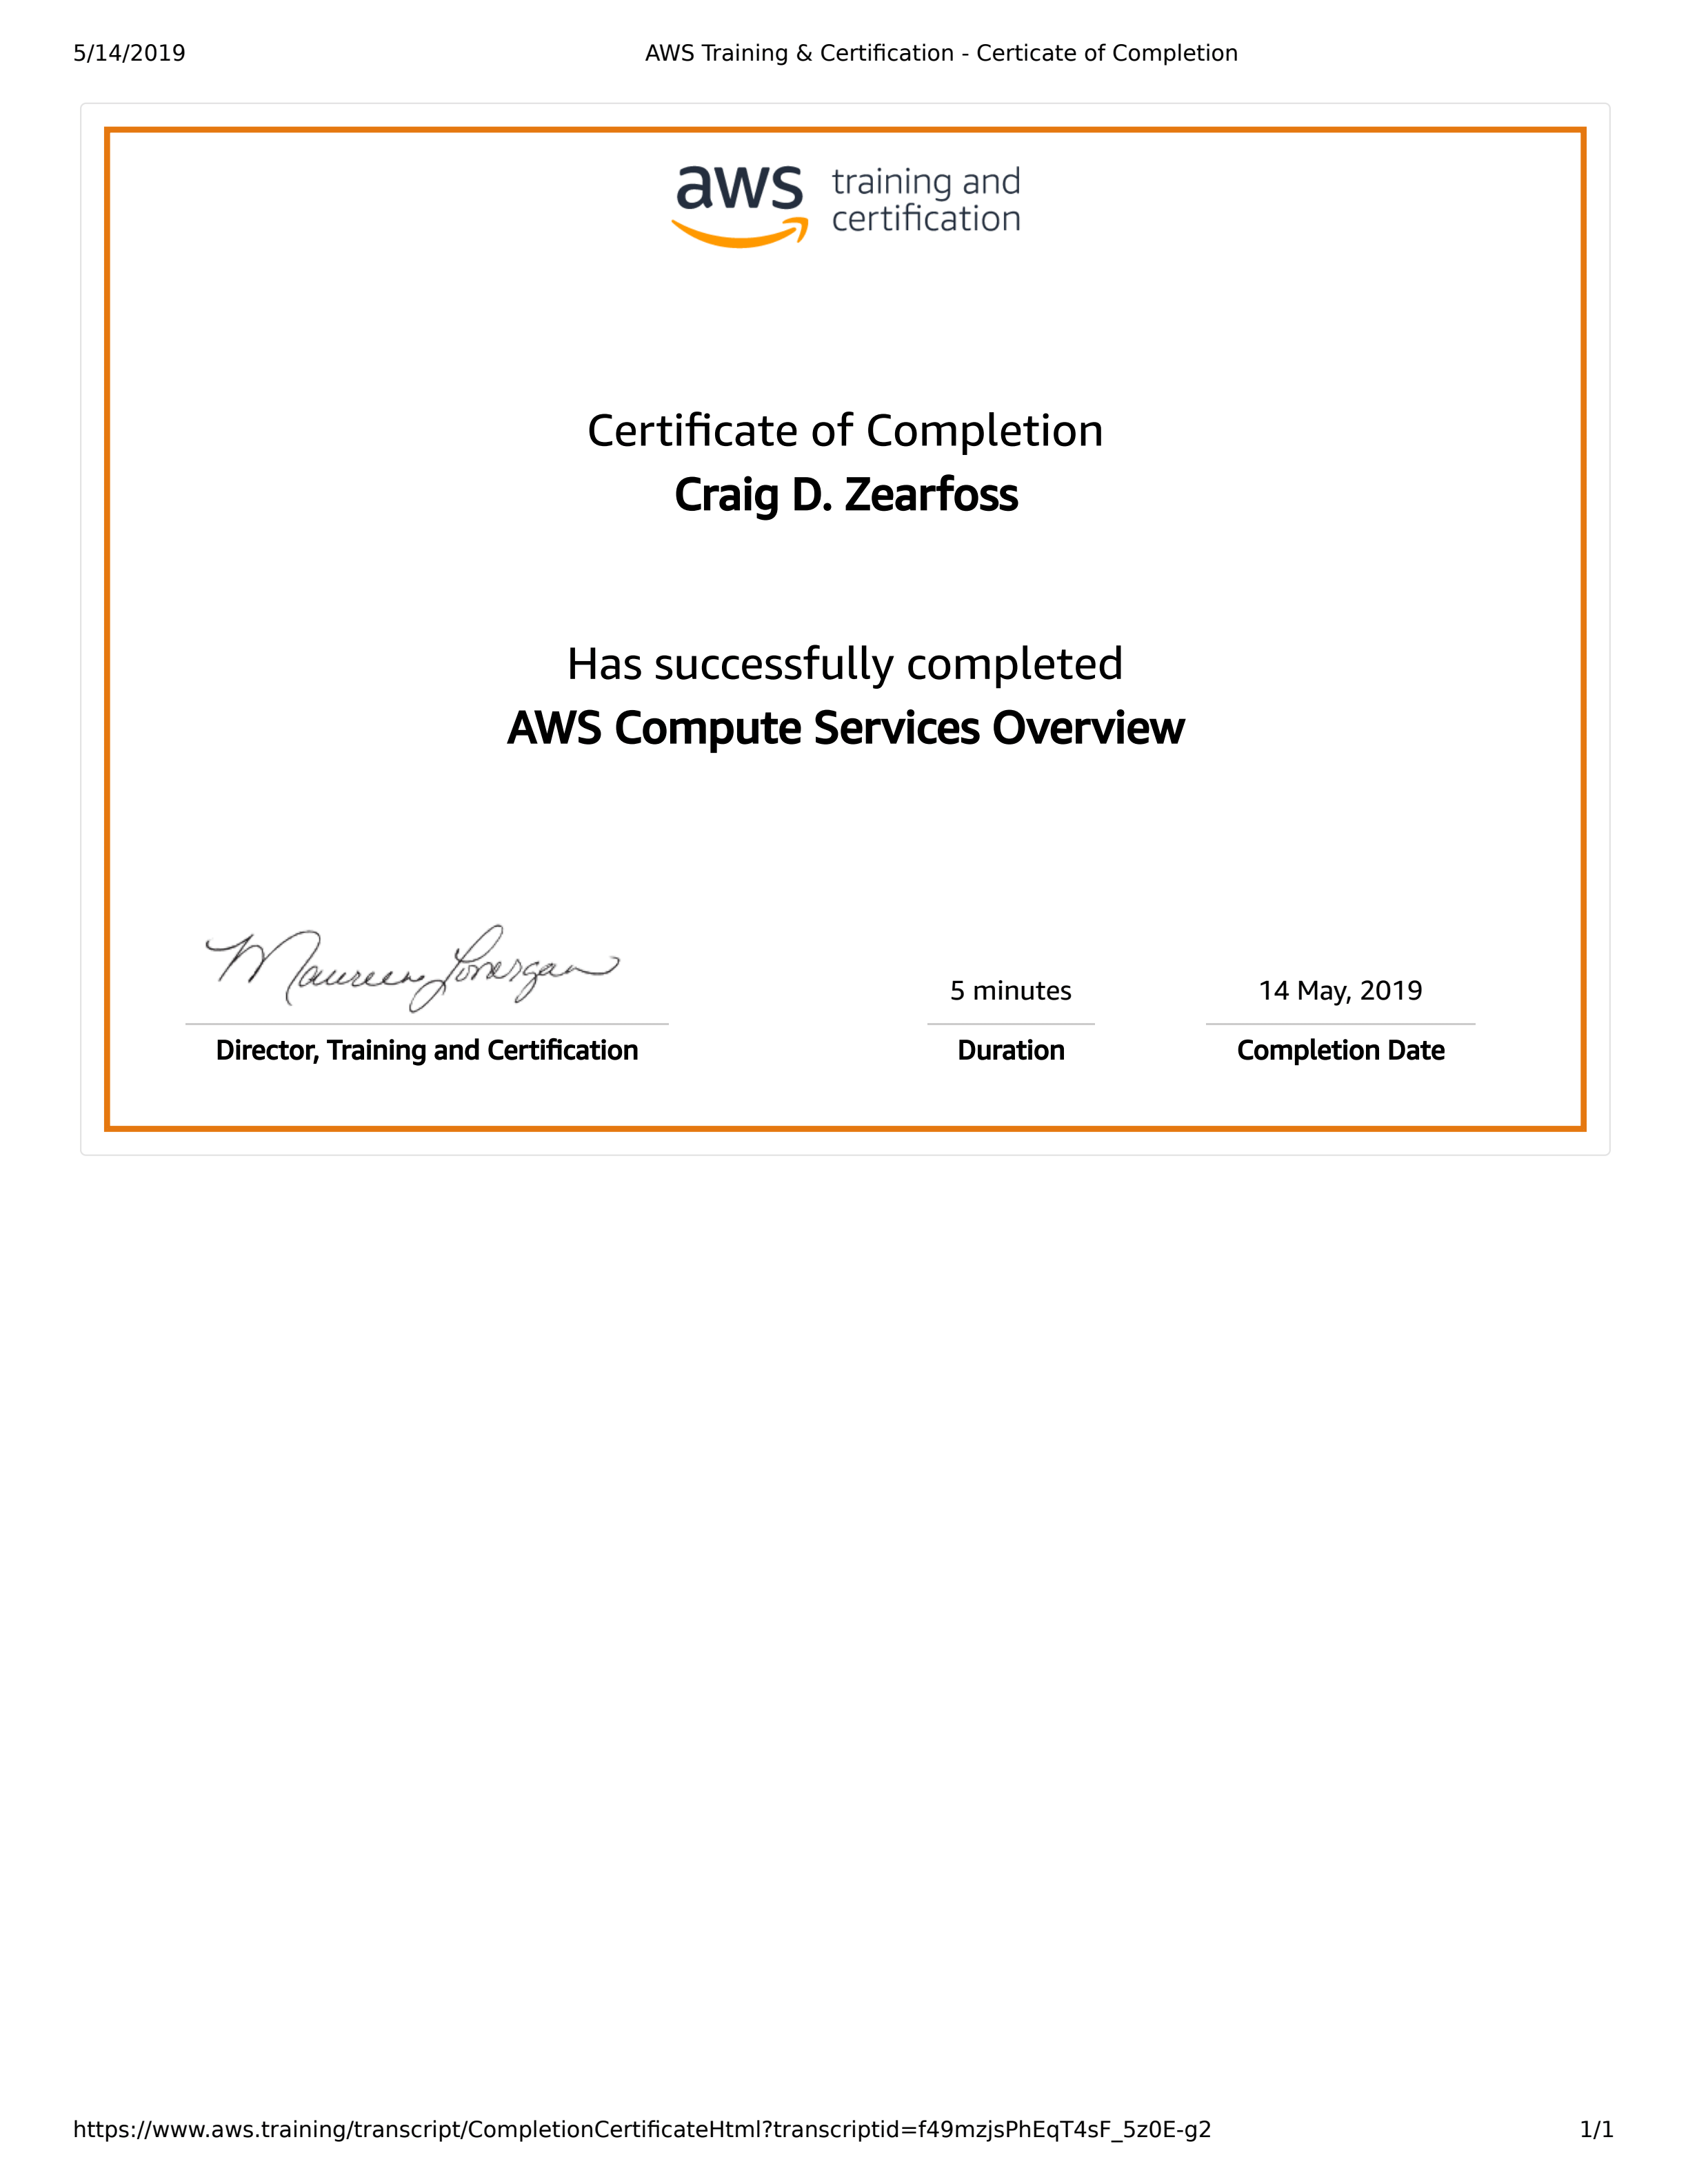 5/14/2019
AWS Training & Certification - Certicate of Completion
aws training and
certification
Certificate of Completion
Craig D. Zearfoss
Has successfully completed
AWS Compute Services Overview
Maureen Lonergan
5 minutes
14 May, 2019
Director, Training and Certification
Duration
Completion Date
https://www.aws.training/transcript/CompletionCertificateHtml?transcriptid=f49mzjsPhEqT4sF_5z0E-g2
1/1